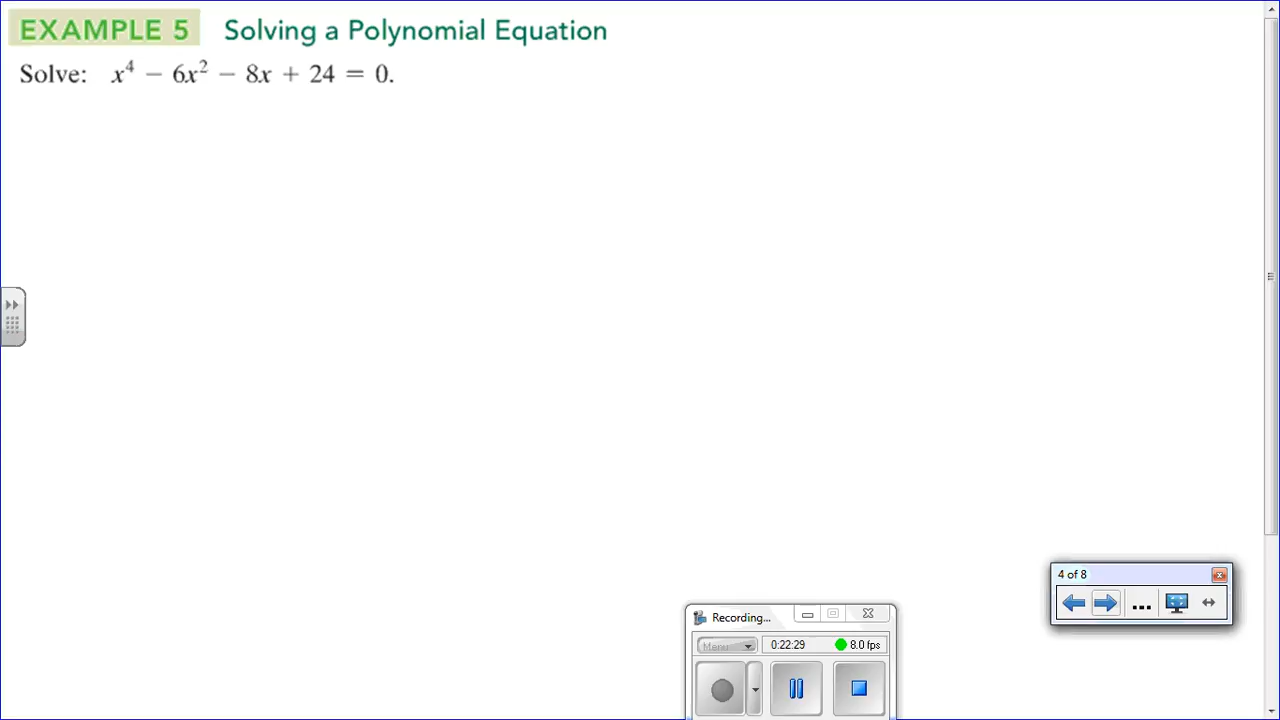 EXAMPLE 5 Solving a Polynomial Equation
Solve: x⁴ − 6x² − 8x + 24 = 0.
4 of 8
...
Recording...
Menu 0:22:29 8.0 fps